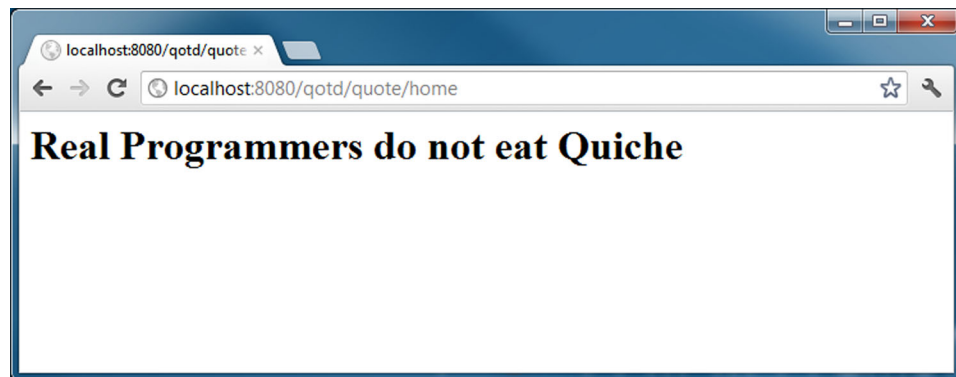 localhost:8080/qotd/quote
localhost:8080/qotd/quote/home
Real Programmers do not eat Quiche